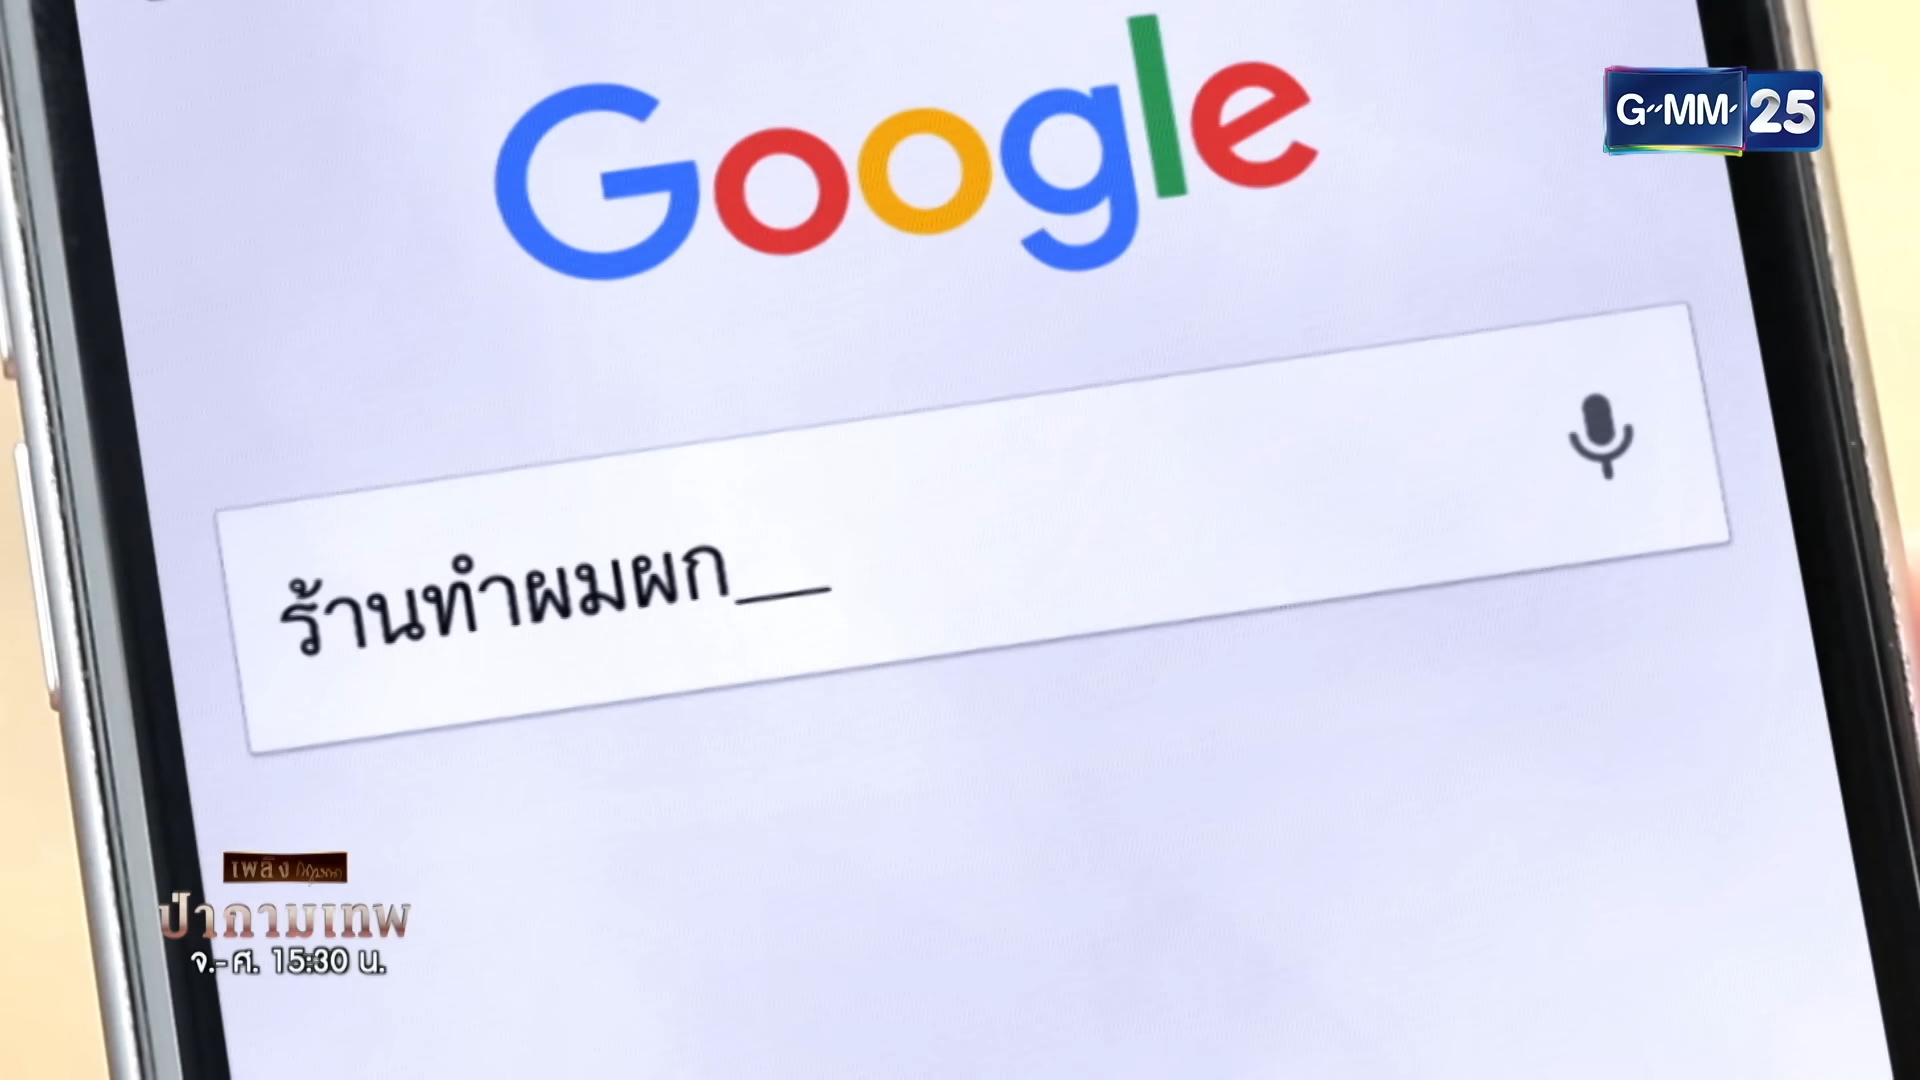 Google
GMM 25
ร้านทำผมผก__
เพลิง
ป่ากามเทพ
จ.-ศ. 15:30 น.